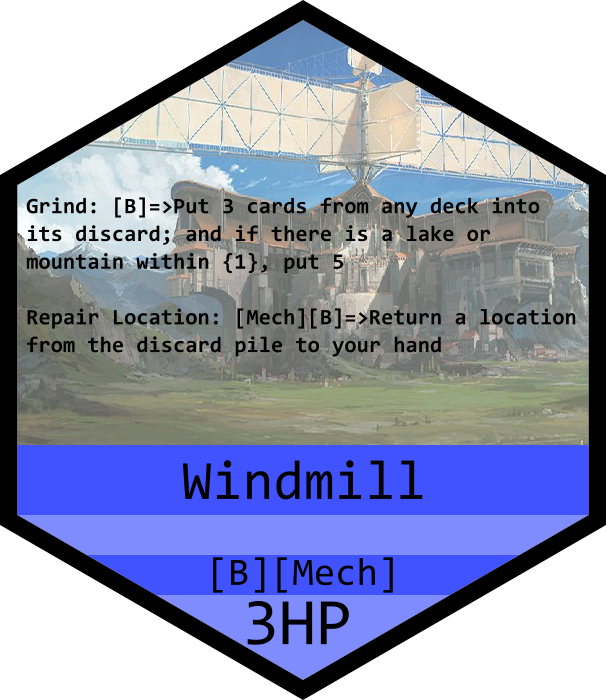 Grind: [B]=>Put 3 cards from any deck into
its discard; and if there is a lake or
mountain within {1}, put 5
Repair Location: [Mech][B]=>Return a location
from the discard pile to your hand
Windmill
[B][Mech]
3HP